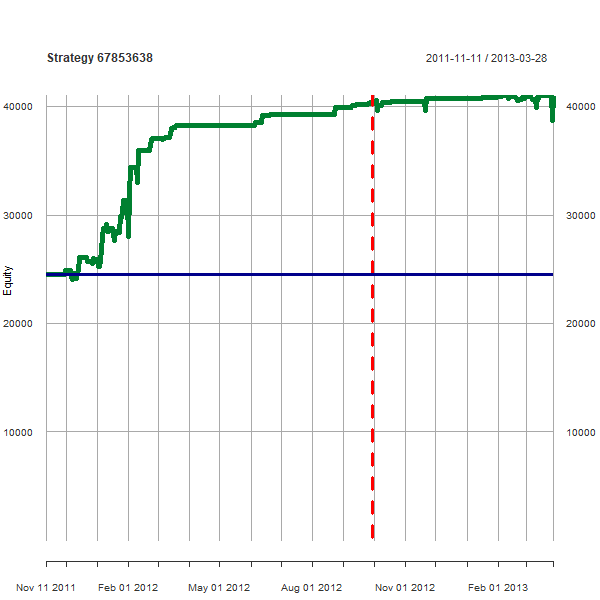 Strategy 67853638
2011-11-11 / 2013-03-28
40000
40000
30000
30000
Equity
20000
20000
10000
10000
Nov 11 2011
Feb 01 2012
May 01 2012
Aug 01 2012
Nov 01 2012
Feb 01 2013